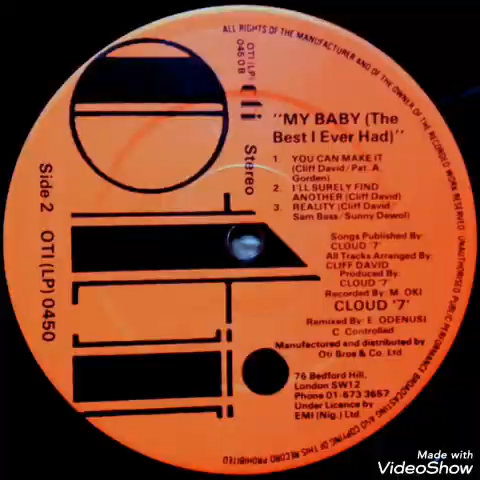 ALL RIGHTS OF THE MANUFACTURER AND OF THE OWNER OF THE RECORDED WORK RESERVED. UNAUTHORISED PUBLIC PERFORMANCE BROADCASTING AND COPYING OF THIS RECORD PROHIBITED
OTI (LP)
0450 B
oti
Stereo
"MY BABY (The
Best I Ever Had)"
1. YOU CAN MAKE IT
(Cliff David/Pat. A.
Gorden)
2. I'LL SURELY FIND
ANOTHER (Cliff David)
3. REALITY (Cliff David/
Sam Boss/Sunny Dewol)
Songs Published By:
CLOUD '7'
All Tracks Arranged By:
CLIFF DAVID
Produced By:
CLOUD '7'
Recorded By: M. OKI
CLOUD '7'
Remixed By: E. ODENUSI
C. Controlled
Manufactured and distributed by
Oti Bros & Co. Ltd.
76 Bedford Hill,
London SW12
Phone 01-673 3657
Under Licence by
EMI (Nig.) Ltd.
Side 2 OTI (LP) 0450
Made with
VideoShow